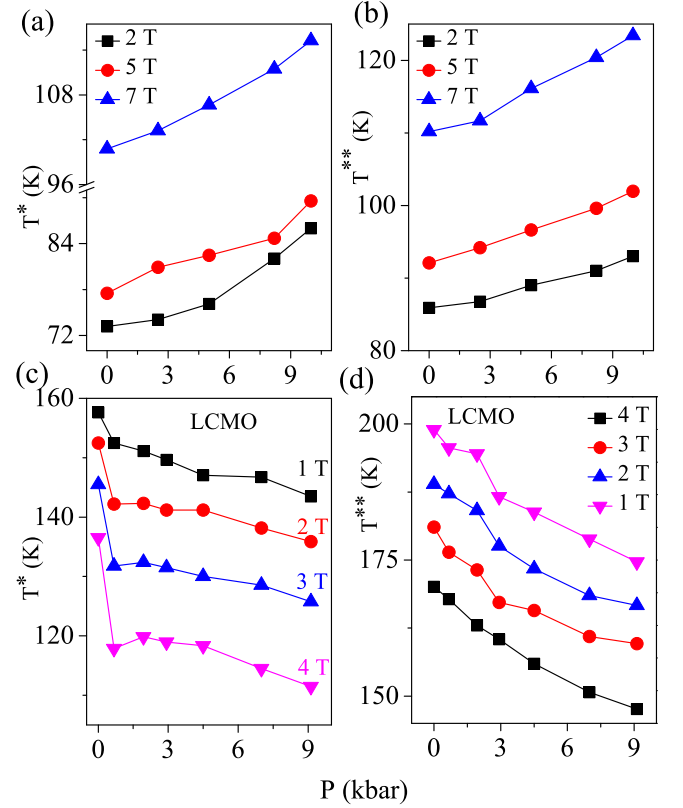 (a)
2 T
5 T
7 T
108
96
84
72
T* (K)
0 3 6 9
(b)
2 T
5 T
7 T
120
100
80
T** (K)
0 3 6 9
(c)
LCMO
160
140
120
T* (K)
1 T
2 T
3 T
4 T
0 3 6 9
(d)
LCMO
4 T
3 T
2 T
1 T
200
175
150
T** (K)
0 3 6 9
P (kbar)